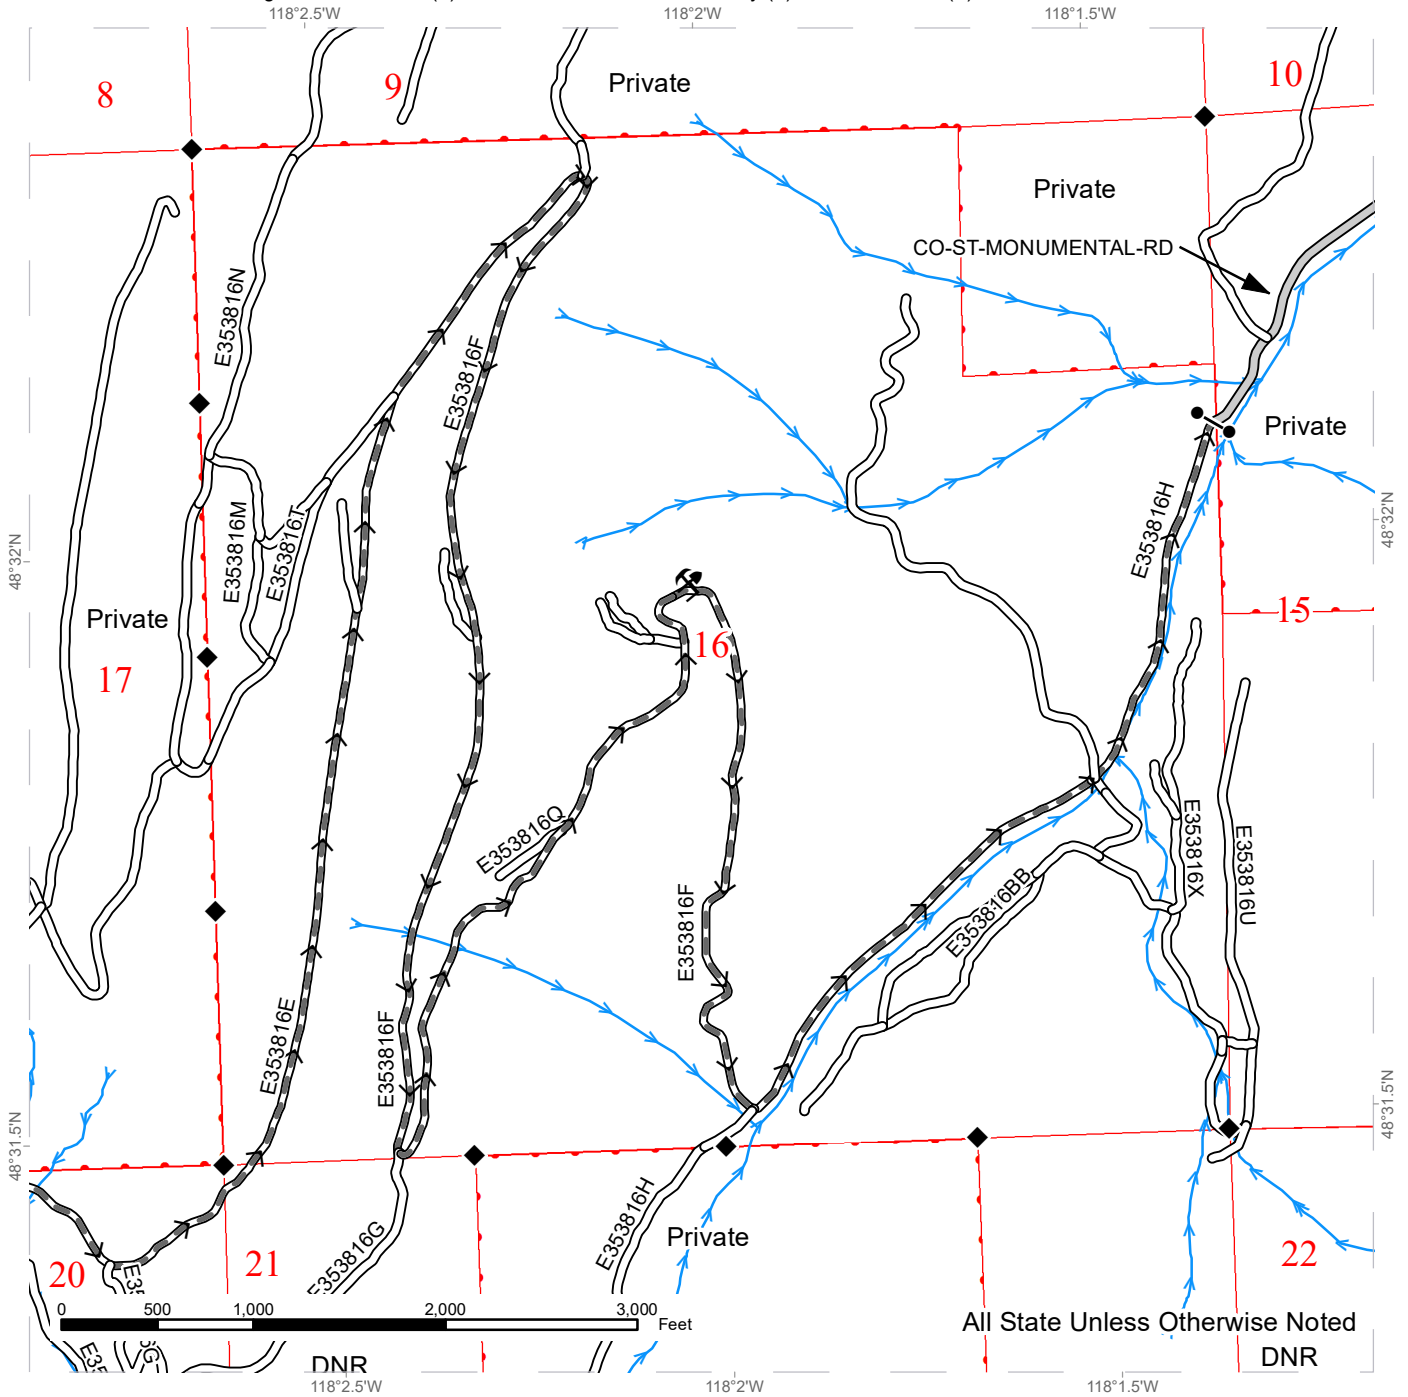 118°2.5'W
118°2'W
118°1.5'W
8
9
Private
10
Private
CO-ST-MONUMENTAL-RD
E353816N
E353816F
Private
E353816H
48°32'N
48°32'N
E353816M
E353816T
Private
15
16
17
E353816Q
E353816X
E353816U
E353816BB
E353816F
E353816E
E353816F
48°31.5'N
48°31.5'N
E353816H
E353816G
Private
20
21
22
E35
0
500
1,000
2,000
3,000
Feet
All State Unless Otherwise Noted
E35
DNR
DNR
118°2.5'W
118°2'W
118°1.5'W